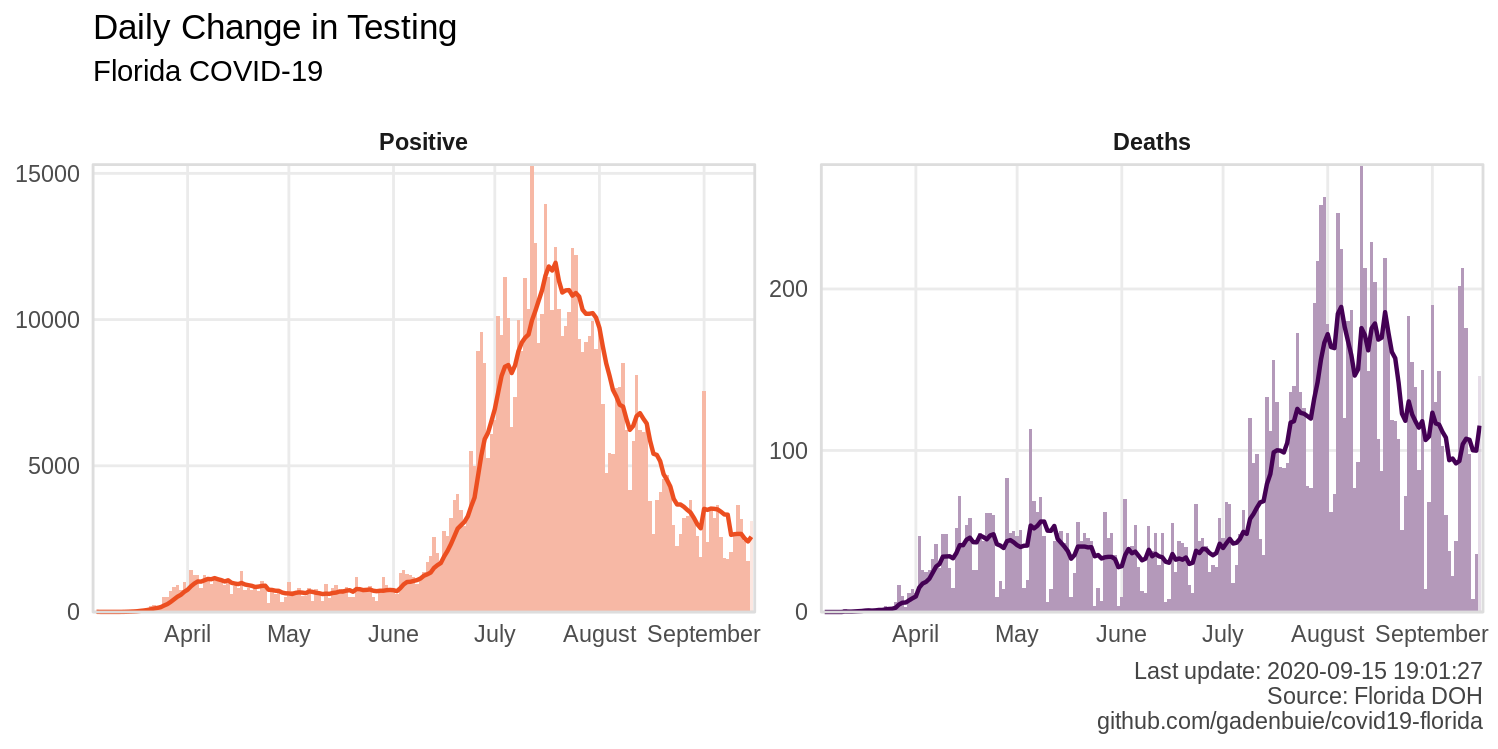 Daily Change in Testing
Florida COVID-19
Positive
Deaths
15000
10000
5000
0
200
100
0
April May June July August September
April May June July August September
Last update: 2020-09-15 19:01:27
Source: Florida DOH
github.com/gadenbuie/covid19-florida